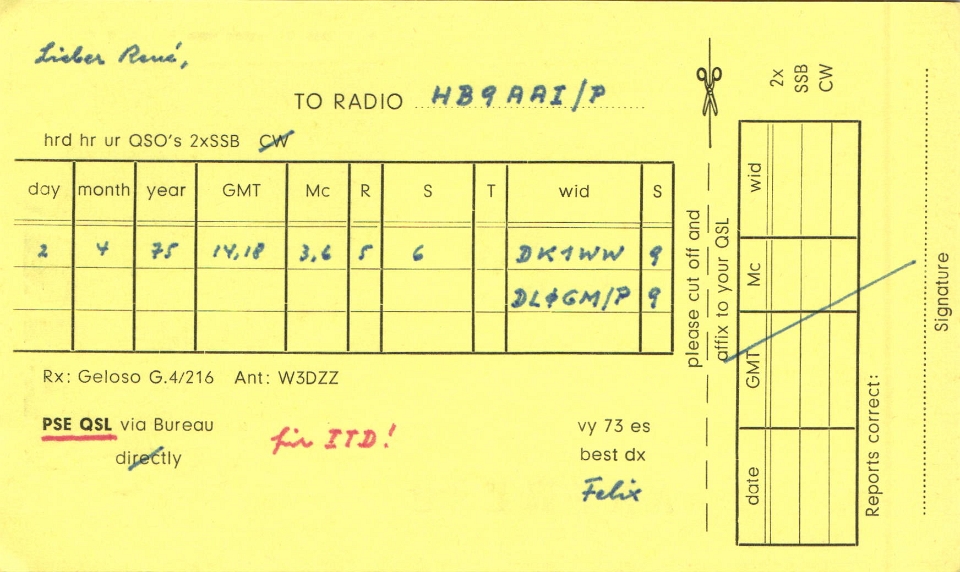 Lieber René,
TO RADIO HB9AAI/P
hrd hr ur QSO's 2xSSB CW
day month year GMT Mc R S T wid S
2 4 75 14,18 3,6 5 6 DK1WW 9
DLØGM/P 9
Rx: Geloso G.4/216 Ant: W3DZZ
PSE QSL via Bureau
directly
für ITD!
vy 73 es
best dx
Felix
please cut off and
affix to your QSL
2x
SSB
CW
date GMT Mc wid
Reports correct:
Signature